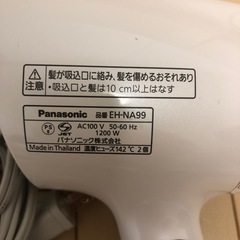 注意
髪が吸込口に絡み、髪を傷めるおそれあり
・吸込口と髪は10cm以上はなす
Panasonic 品番 EH-NA99
PS E JET
AC100 V 50-60 Hz
1200 W
パナソニック株式会社
Made in Thailand 温度ヒューズ142℃ 2個